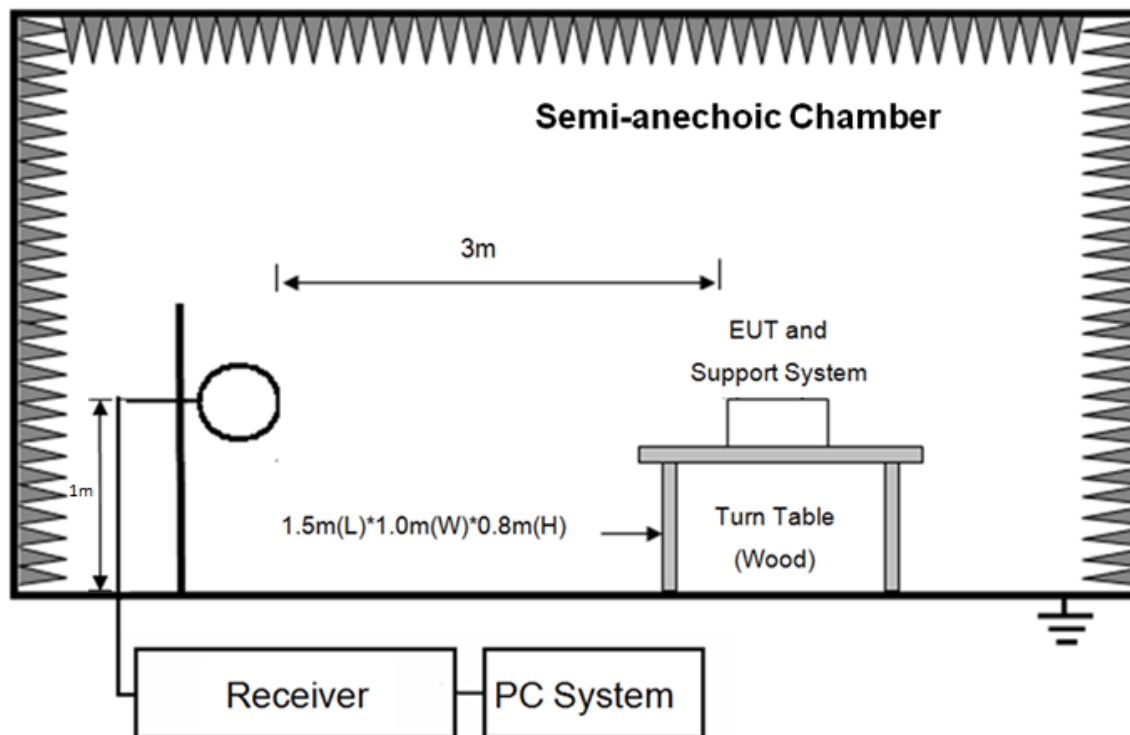 Semi-anechoic Chamber
3m
EUT and
Support System
1m
1.5m(L)*1.0m(W)*0.8m(H)
Turn Table
(Wood)
Receiver
PC System